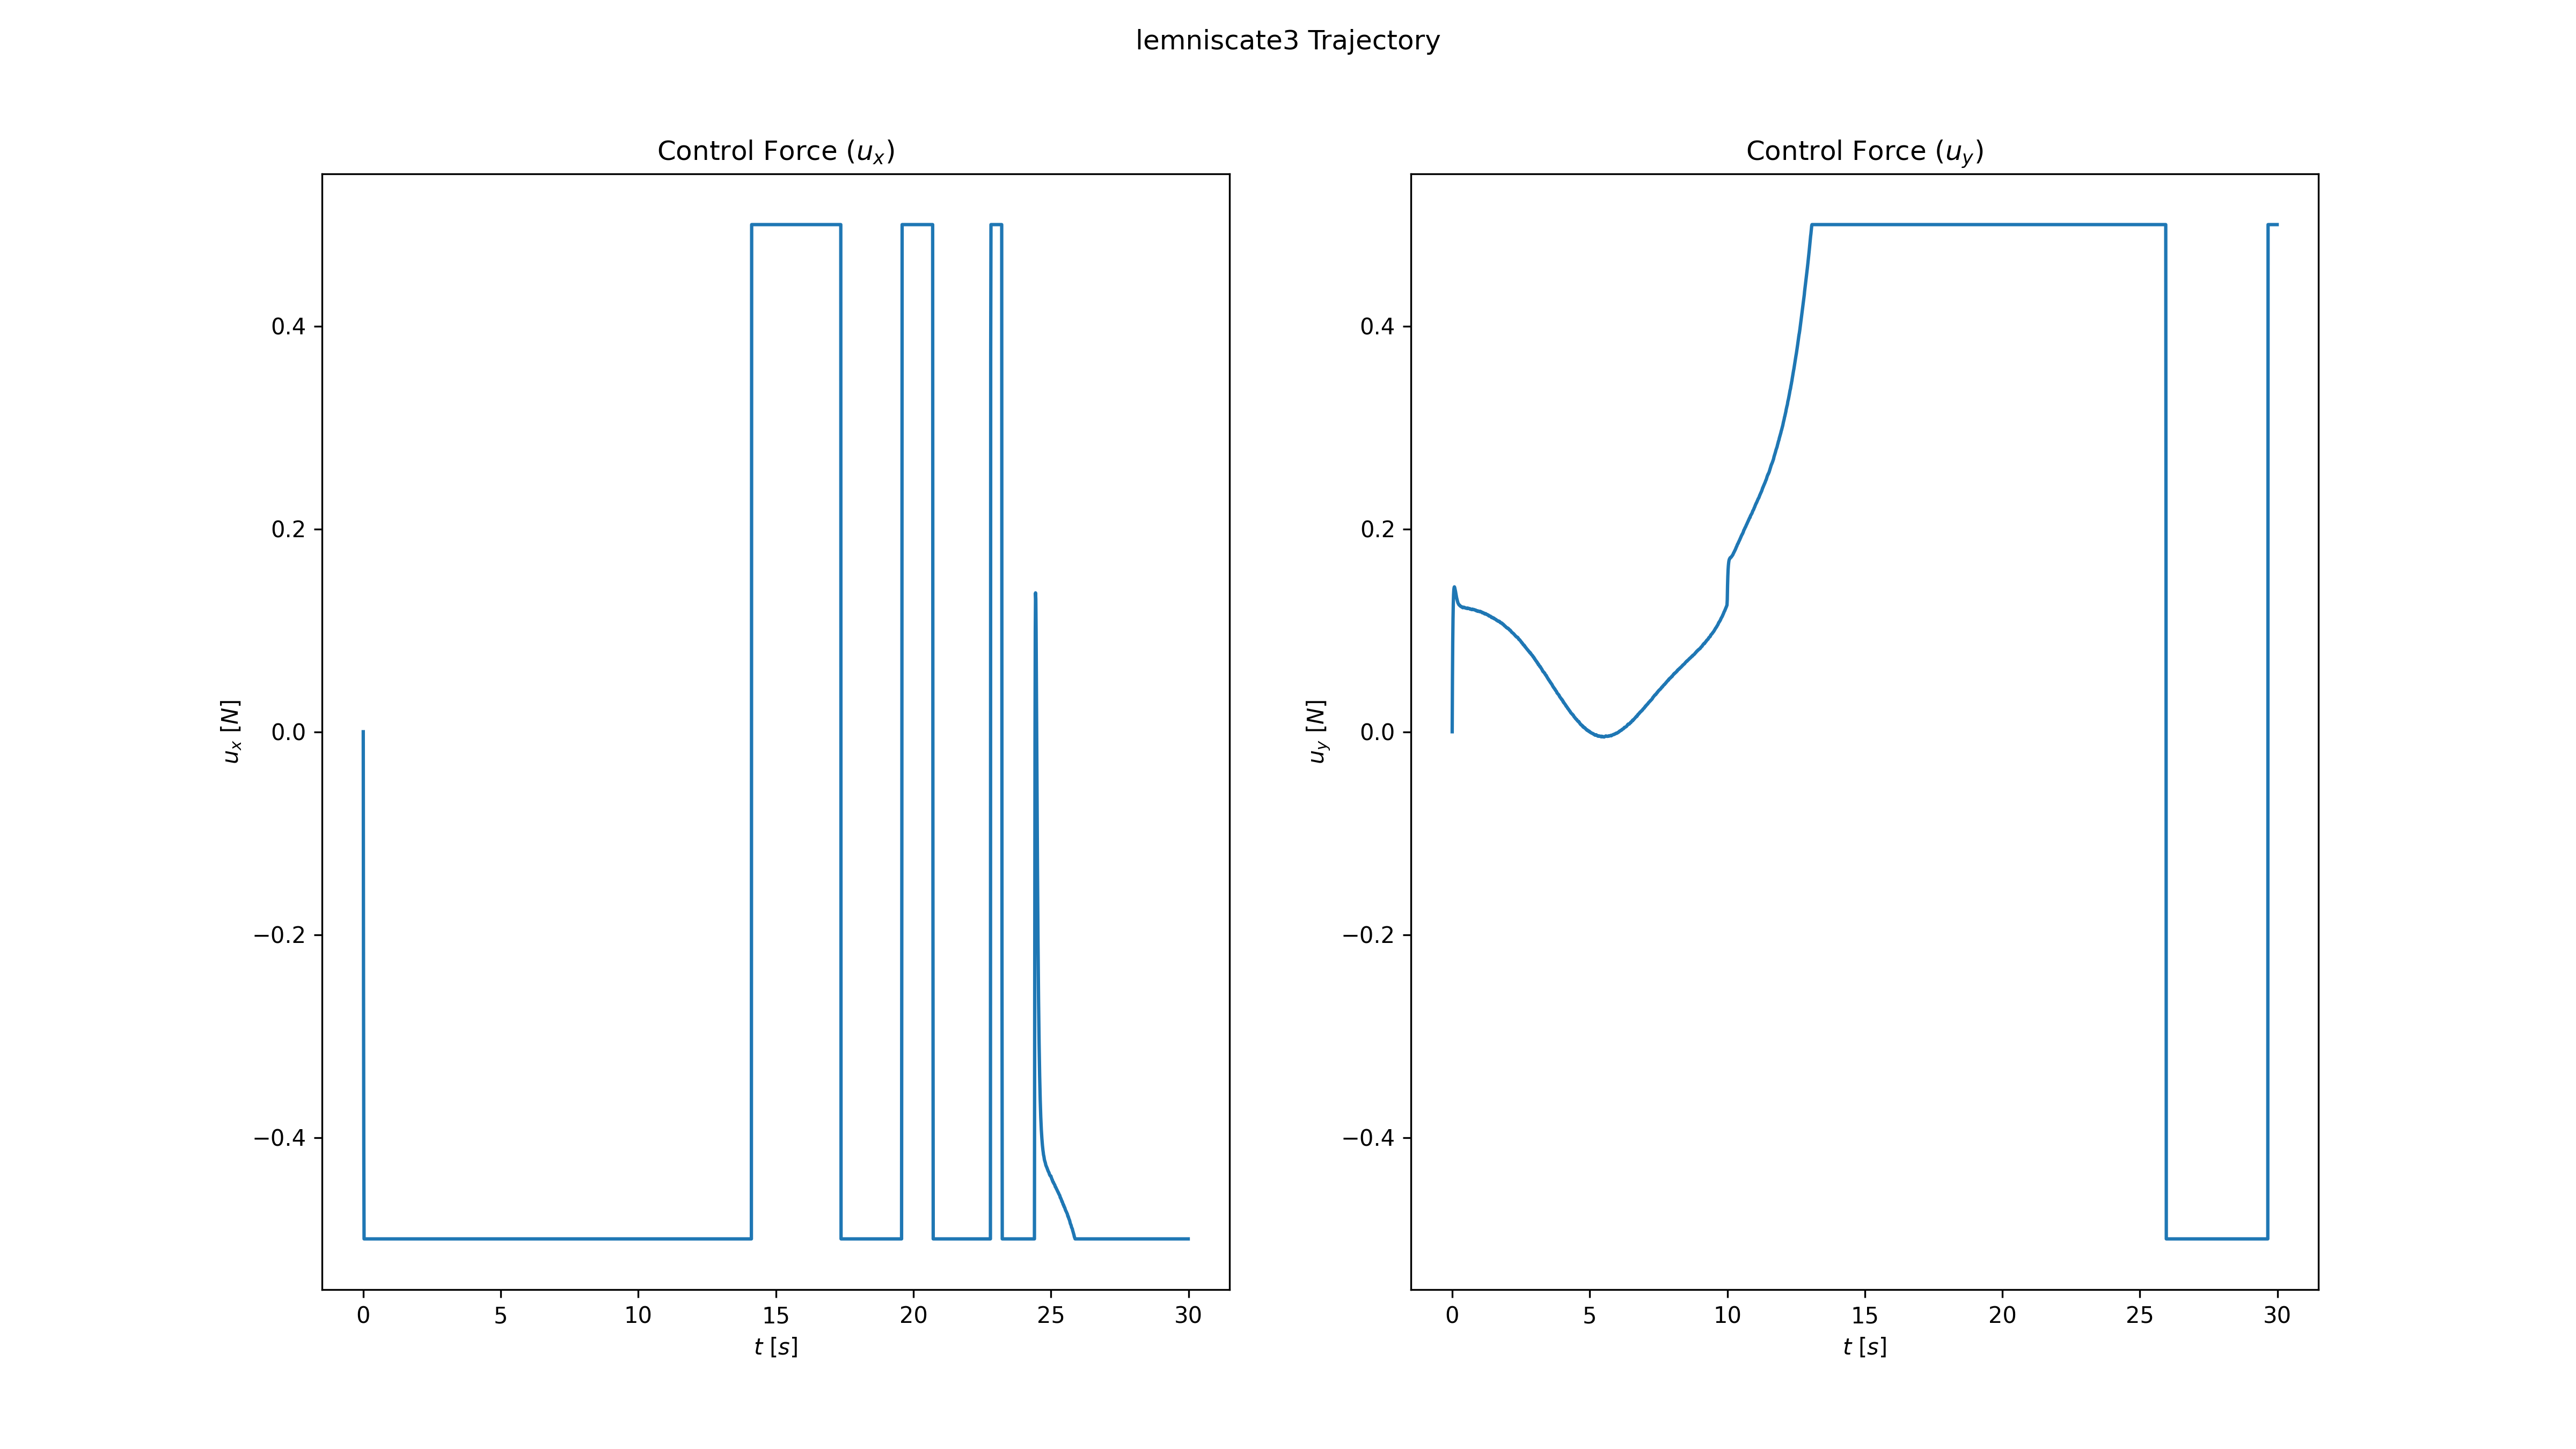 lemniscate3 Trajectory
Control Force (u_x)
u_x [N]
0.4
0.2
0.0
−0.2
−0.4
0 5 10 15 20 25 30
t [s]
Control Force (u_y)
u_y [N]
0.4
0.2
0.0
−0.2
−0.4
0 5 10 15 20 25 30
t [s]